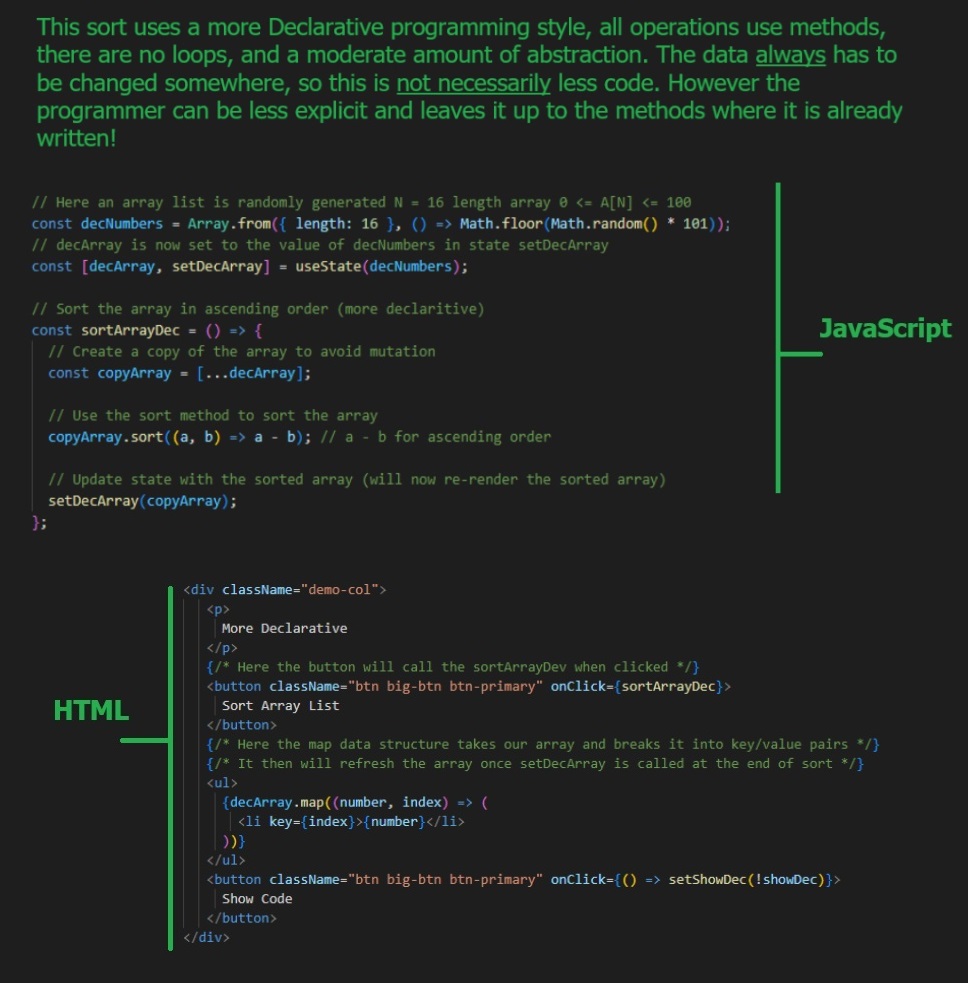 This sort uses a more Declarative programming style, all operations use methods,
there are no loops, and a moderate amount of abstraction. The data always has to
be changed somewhere, so this is not necessarily less code. However the
programmer can be less explicit and leaves it up to the methods where it is already
written!
// Here an array list is randomly generated N = 16 length array 0 <= A[N] <= 100
const decNumbers = Array.from({ length: 16 }, () => Math.floor(Math.random() * 101));
// decArray is now set to the value of decNumbers in state setDecArray
const [decArray, setDecArray] = useState(decNumbers);
// Sort the array in ascending order (more declaritive)
const sortArrayDec = () => {
// Create a copy of the array to avoid mutation
const copyArray = [...decArray];
// Use the sort method to sort the array
copyArray.sort((a, b) => a - b); // a - b for ascending order
// Update state with the sorted array (will now re-render the sorted array)
setDecArray(copyArray);
};
JavaScript
HTML
<div className="demo-col">
<p>
More Declarative
</p>
{/* Here the button will call the sortArrayDev when clicked */}
<button className="btn big-btn btn-primary" onClick={sortArrayDec}>
Sort Array List
</button>
{/* Here the map data structure takes our array and breaks it into key/value pairs */}
{/* It then will refresh the array once setDecArray is called at the end of sort */}
<ul>
{decArray.map((number, index) => (
<li key={index}>{number}</li>
))}
</ul>
<button className="btn big-btn btn-primary" onClick={() => setShowDec(!showDec)}>
Show Code
</button>
</div>